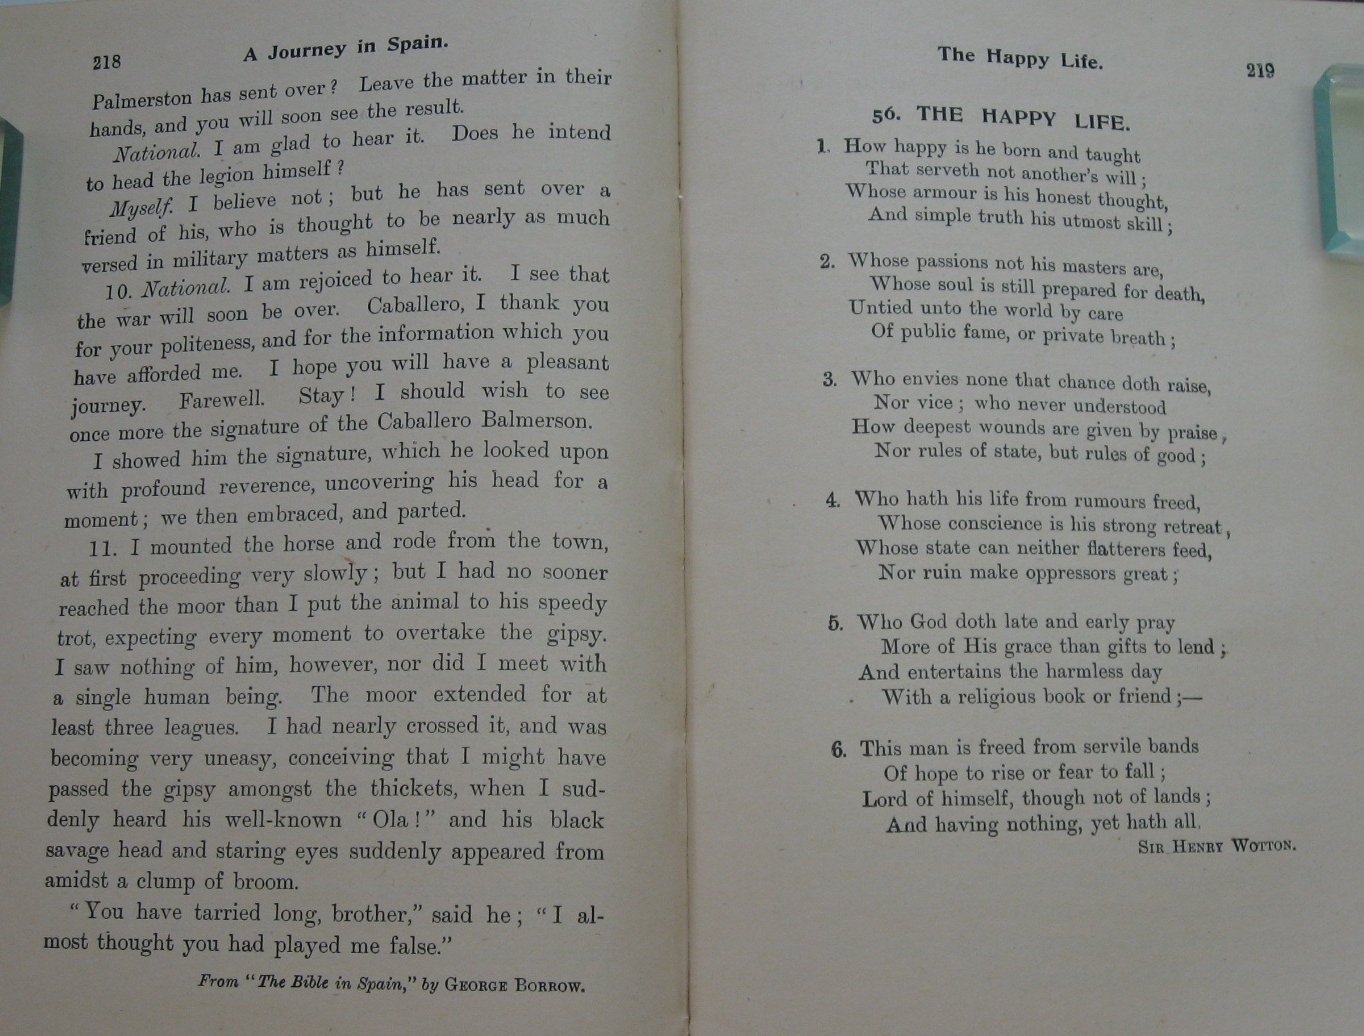 218
A Journey in Spain.
Palmerston has sent over? Leave the matter in their
hands, and you will soon see the result.
National. I am glad to hear it. Does he intend
to head the legion himself?
Myself. I believe not; but he has sent over a
friend of his, who is thought to be nearly as much
versed in military matters as himself.
10. National. I am rejoiced to hear it. I see that
the war will soon be over. Caballero, I thank you
for your politeness, and for the information which you
have afforded me. I hope you will have a pleasant
journey. Farewell. Stay! I should wish to see
once more the signature of the Caballero Balmerson.
I showed him the signature, which he looked upon
with profound reverence, uncovering his head for a
moment; we then embraced, and parted.
11. I mounted the horse and rode from the town,
at first proceeding very slowly; but I had no sooner
reached the moor than I put the animal to his speedy
trot, expecting every moment to overtake the gipsy.
I saw nothing of him, however, nor did I meet with
a single human being. The moor extended for at
least three leagues. I had nearly crossed it, and was
becoming very uneasy, conceiving that I might have
passed the gipsy amongst the thickets, when I sud-
denly heard his well-known "Ola!" and his black
savage head and staring eyes suddenly appeared from
amidst a clump of broom.
"You have tarried long, brother," said he; "I al-
most thought you had played me false."
From "The Bible in Spain," by GEORGE BORROW.
The Happy Life.
219
56. THE HAPPY LIFE.
1. How happy is he born and taught
That serveth not another's will;
Whose armour is his honest thought,
And simple truth his utmost skill;
2. Whose passions not his masters are,
Whose soul is still prepared for death,
Untied unto the world by care
Of public fame, or private breath;
3. Who envies none that chance doth raise,
Nor vice; who never understood
How deepest wounds are given by praise,
Nor rules of state, but rules of good;
4. Who hath his life from rumours freed,
Whose conscience is his strong retreat,
Whose state can neither flatterers feed,
Nor ruin make oppressors great;
5. Who God doth late and early pray
More of His grace than gifts to lend;
And entertains the harmless day
With a religious book or friend;—
6. This man is freed from servile bands
Of hope to rise or fear to fall;
Lord of himself, though not of lands;
And having nothing, yet hath all.
SIR HENRY WOTTON.